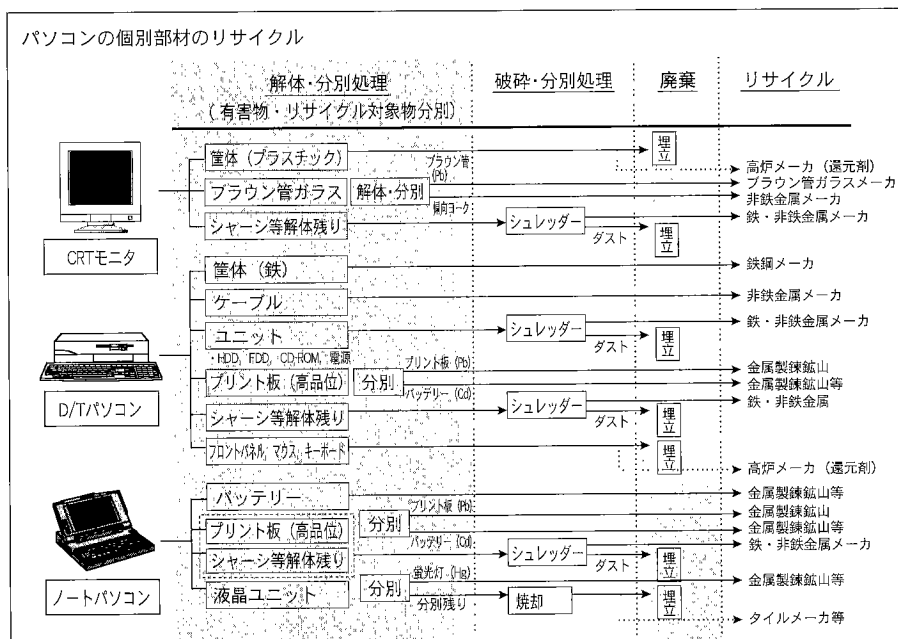 パソコンの個別部材のリサイクル
解体・分別処理
(有害物・リサイクル対象物分別)
破砕・分別処理
廃棄
リサイクル
CRTモニタ
筐体（プラスチック）
埋立
高炉メーカ（還元剤）
ブラウン管ガラス
解体・分別
ブラウン管
(Pb)
ブラウン管ガラスメーカ
傾向ヨーク
非鉄金属メーカ
シャーシ等解体残り
シュレッダー
ダスト
埋立
鉄・非鉄金属メーカ
D/Tパソコン
筐体（鉄）
鉄鋼メーカ
ケーブル
非鉄金属メーカ
ユニット
・HDD, FDD, CD-ROM, 電源
シュレッダー
ダスト
埋立
鉄・非鉄金属メーカ
プリント板（高品位）
分別
プリント板 (Pb)
金属製錬鉱山
バッテリー (Cd)
金属製錬鉱山等
シャーシ等解体残り
シュレッダー
ダスト
埋立
鉄・非鉄金属
フロントパネル, マウス, キーボード
埋立
高炉メーカ（還元剤）
ノートパソコン
バッテリー
金属製錬鉱山等
プリント板（高品位）
分別
プリント板 (Pb)
金属製錬鉱山
バッテリー (Cd)
金属製錬鉱山等
シャーシ等解体残り
シュレッダー
ダスト
埋立
鉄・非鉄金属メーカ
液晶ユニット
分別
蛍光灯 (Hg)
金属製錬鉱山等
分別残り
焼却
埋立
タイルメーカ等